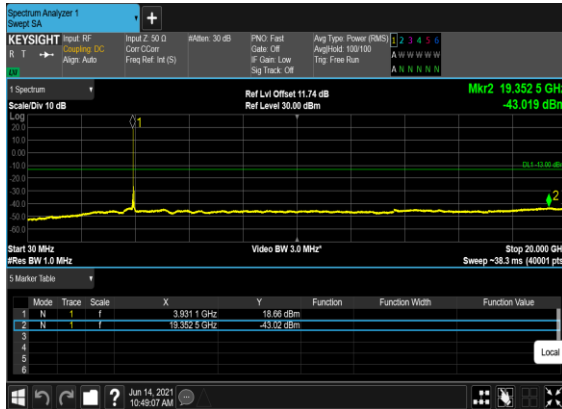 Spectrum Analyzer 1
Swept SA
+
KEYSIGHT Input: RF Input Z: 50 Ω #Atten: 30 dB PNO: Fast Avg Type: Power (RMS) 1 2 3 4 5 6
R T Coupling: DC Corr CCorr Gate: Off Avg|Hold: 100/100 A W W W W W
Align: Auto Freq Ref: Int (S) IF Gain: Low Trig: Free Run
Sig Track: Off A N N N N N
1 Spectrum Ref Lvl Offset 11.74 dB Mkr2 19.352 5 GHz
Scale/Div 10 dB Ref Level 30.00 dBm -43.019 dBm
Log
20.0
10.0
0.00
-10.0
-20.0
-30.0
-40.0
-50.0
-60.0
1
DL1 -13.00 dBm
2
Start 30 MHz Video BW 3.0 MHz* Stop 20.000 GHz
#Res BW 1.0 MHz Sweep ~38.3 ms (40001 pts)
5 Marker Table
Mode Trace Scale X Y Function Function Width Function Value
1 N 1 f 3.931 1 GHz 18.66 dBm
2 N 1 f 19.352 5 GHz -43.02 dBm
3
4
5
6
Local
? Jun 14, 2021
10:49:07 AM